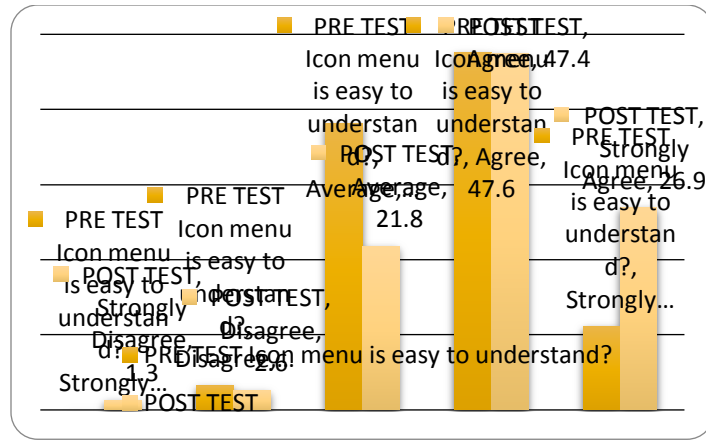 PRE TEST
Icon menu
is easy to
understan
d?,
Strongly…
POST TEST,
Strongly
Disagree,
1.3
PRE TEST
Icon menu
is easy to
understan
d?,
Disagree,…
POST TEST,
Disagree,
2.6
PRE TEST
Icon menu
is easy to
understan
d?,
Average,…
POST TEST,
Average,
21.8
PRE TEST
Icon menu
is easy to
understan
d?, Agree,
47.6
POST TEST,
Agree, 47.4
PRE TEST
Icon menu
is easy to
understan
d?,
Strongly…
POST TEST,
Strongly
Agree, 26.9
PRE TEST Icon menu is easy to understand?
POST TEST